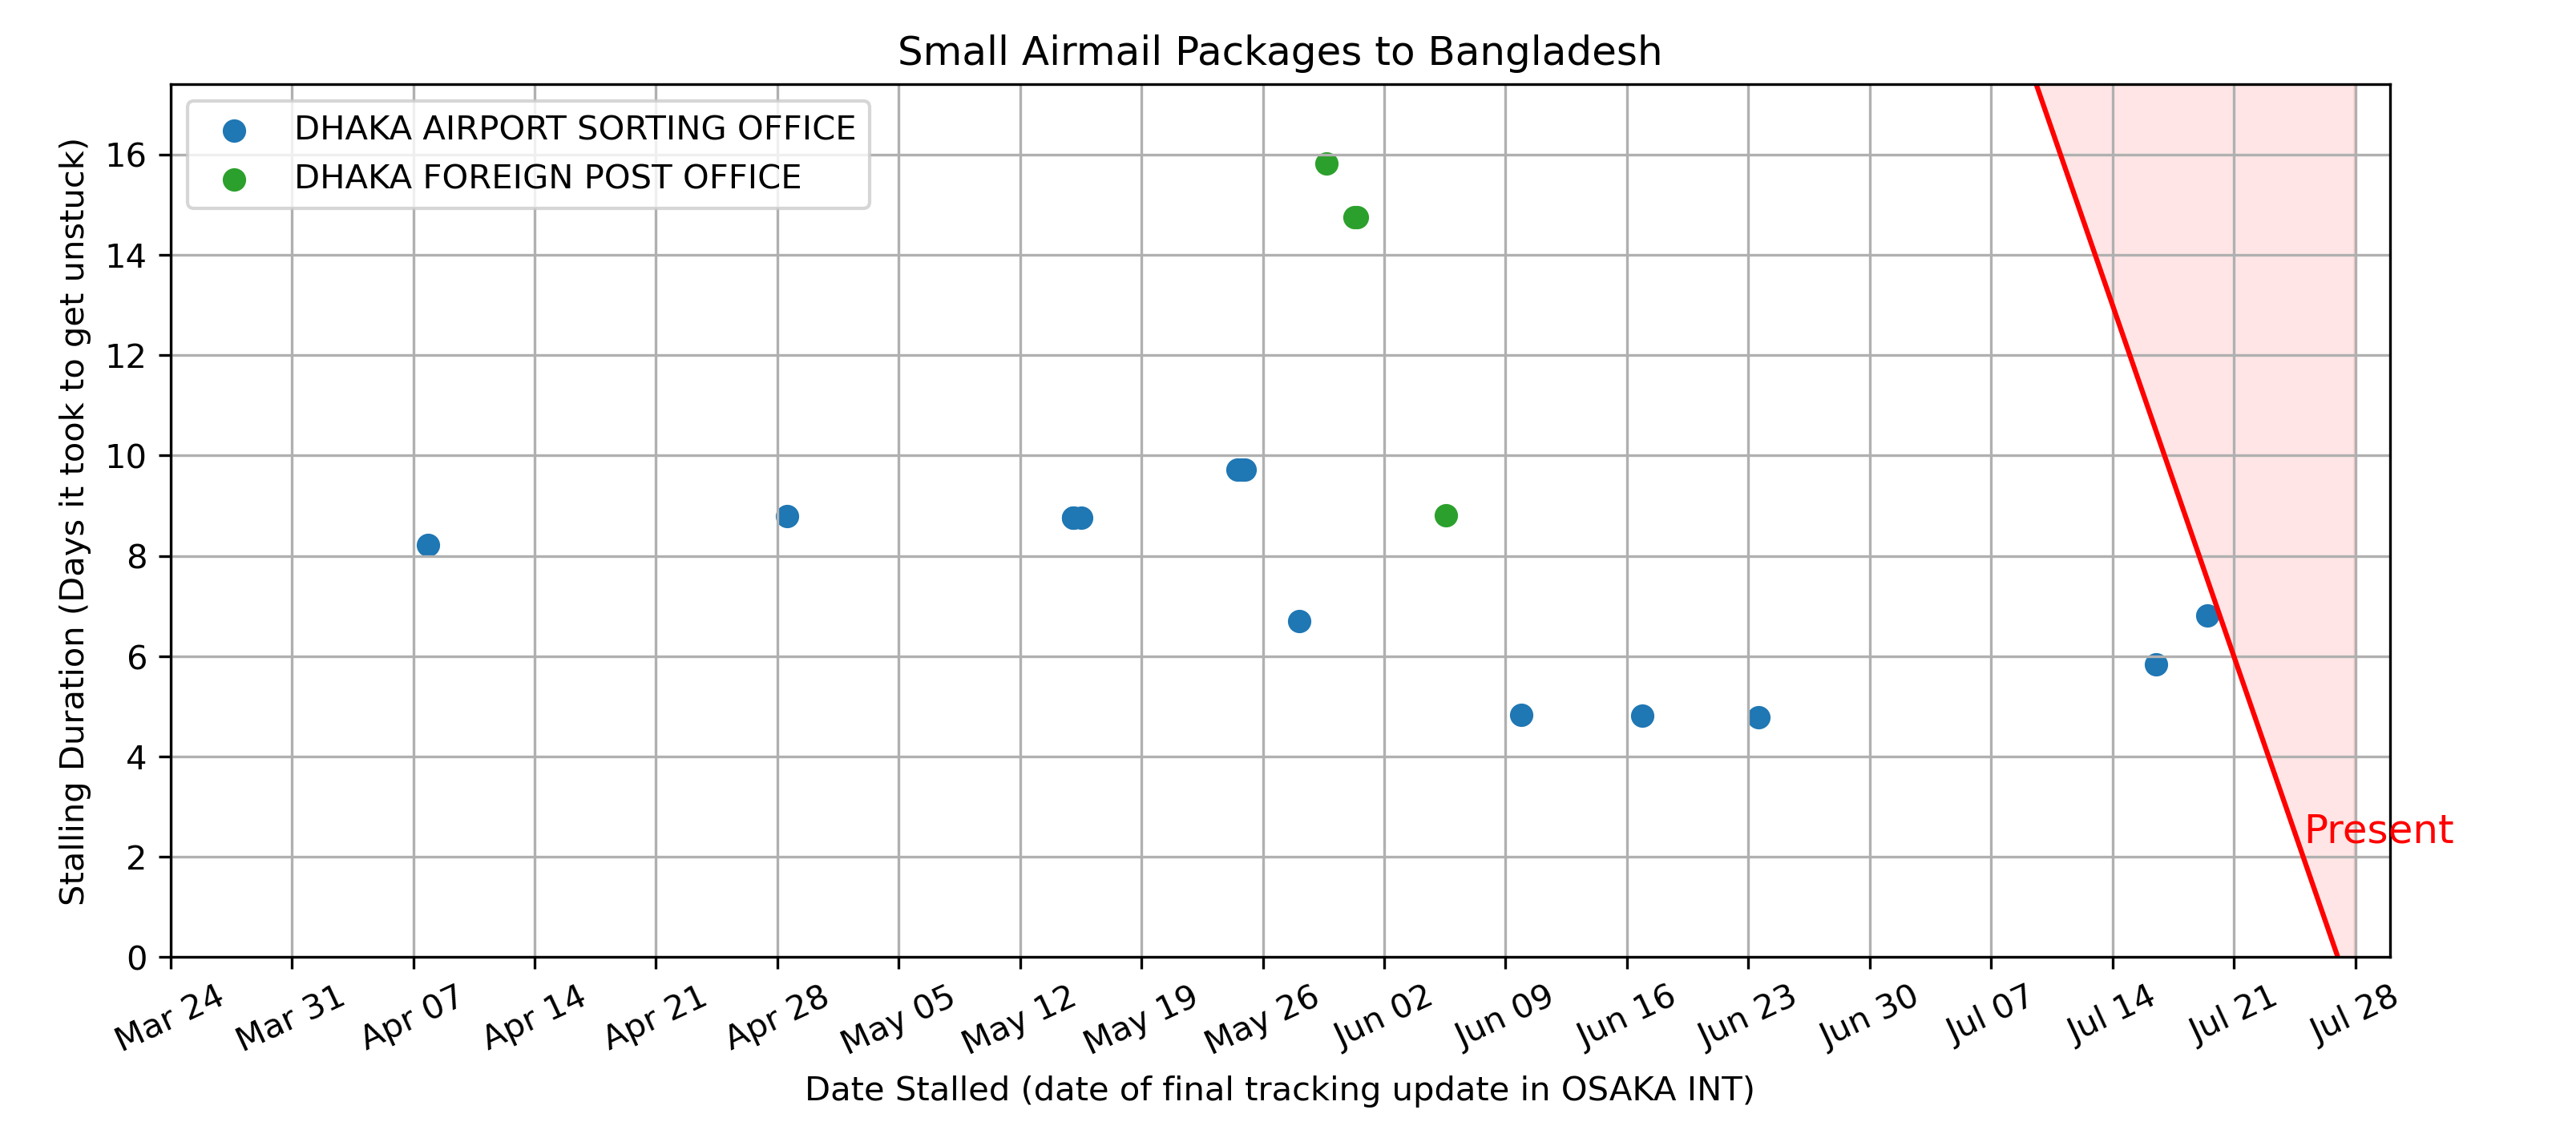 Small Airmail Packages to Bangladesh
DHAKA AIRPORT SORTING OFFICE
DHAKA FOREIGN POST OFFICE
Stalling Duration (Days it took to get unstuck)
16
14
12
10
8
6
4
2
0
Present
Mar 24
Mar 31
Apr 07
Apr 14
Apr 21
Apr 28
May 05
May 12
May 19
May 26
Jun 02
Jun 09
Jun 16
Jun 23
Jun 30
Jul 07
Jul 14
Jul 21
Jul 28
Date Stalled (date of final tracking update in OSAKA INT)